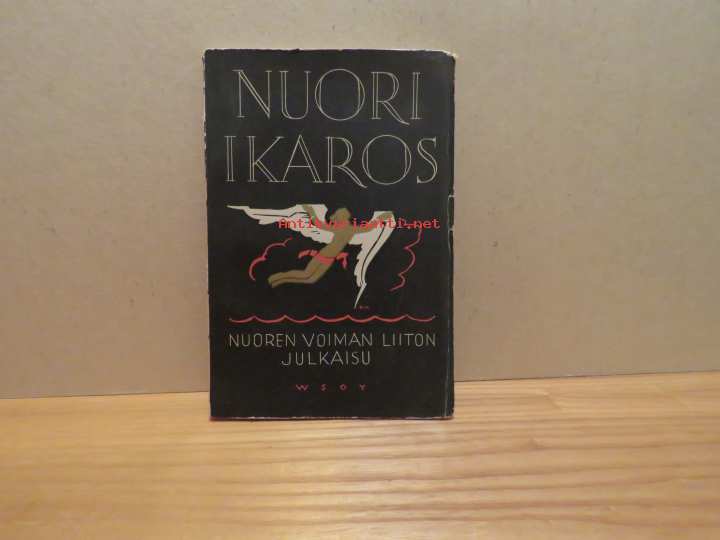 NUORI
IKAROS
Antikvariaatti.net
NUOREN VOIMAN LIITON
JULKAISU
WSOY